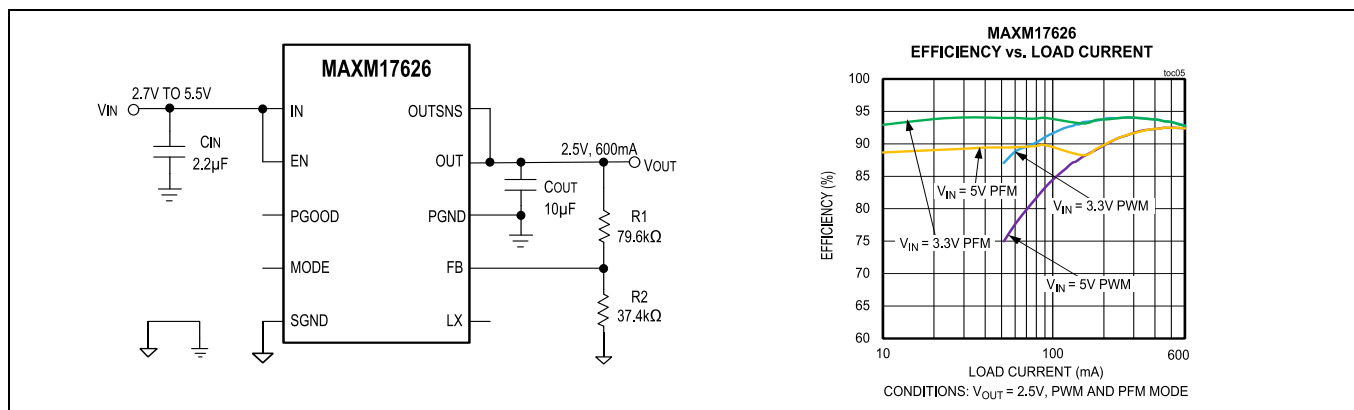 MAXM17626
2.7V TO 5.5V
VIN
CIN
2.2µF
IN
EN
PGOOD
MODE
SGND
OUTSNS
OUT
PGND
FB
LX
2.5V, 600mA
VOUT
COUT
10µF
R1
79.6kΩ
R2
37.4kΩ
MAXM17626
EFFICIENCY vs. LOAD CURRENT
toc05
100
95
90
85
80
75
70
65
60
EFFICIENCY (%)
VIN = 5V PFM
VIN = 3.3V PWM
VIN = 3.3V PFM
VIN = 5V PWM
10
100
600
LOAD CURRENT (mA)
CONDITIONS: VOUT = 2.5V, PWM AND PFM MODE